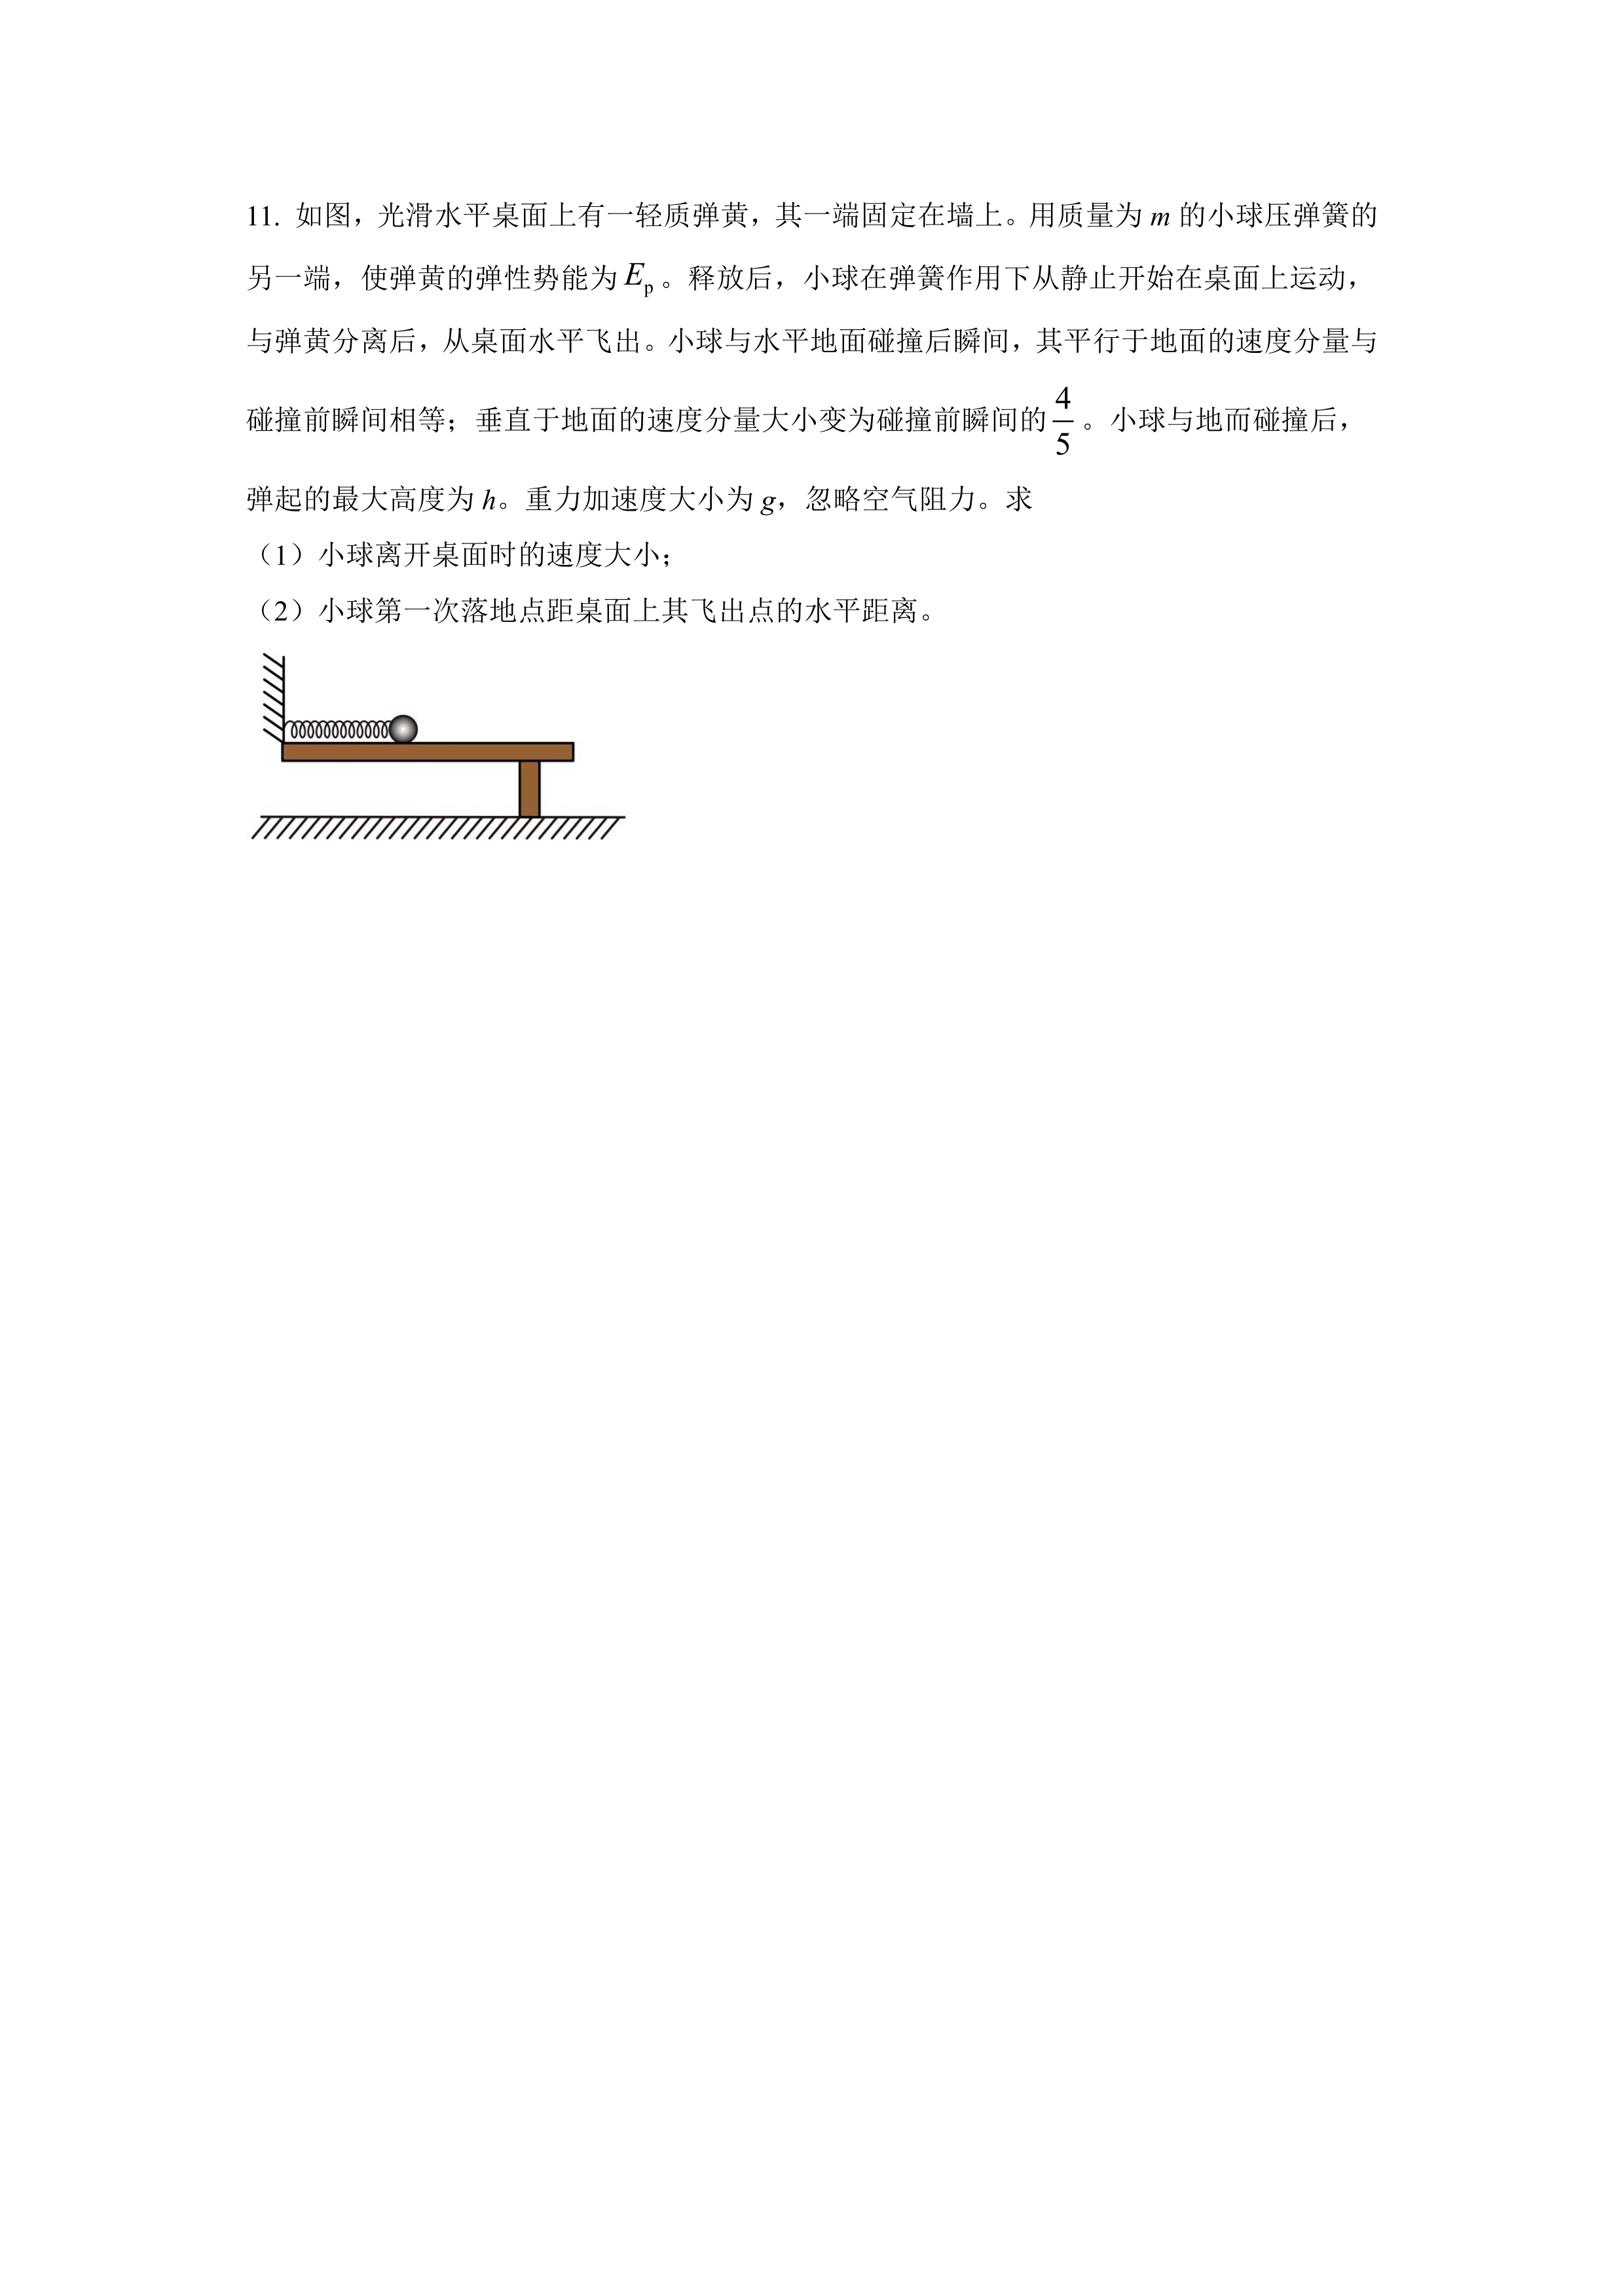 11. 如图，光滑水平桌面上有一轻质弹黄，其一端固定在墙上。用质量为 m 的小球压弹簧的
另一端，使弹黄的弹性势能为 Eₚ。释放后，小球在弹簧作用下从静止开始在桌面上运动，
与弹黄分离后，从桌面水平飞出。小球与水平地面碰撞后瞬间，其平行于地面的速度分量与
碰撞前瞬间相等；垂直于地面的速度分量大小变为碰撞前瞬间的 4/5。小球与地而碰撞后，
弹起的最大高度为 h。重力加速度大小为 g，忽略空气阻力。求
（1）小球离开桌面时的速度大小；
（2）小球第一次落地点距桌面上其飞出点的水平距离。